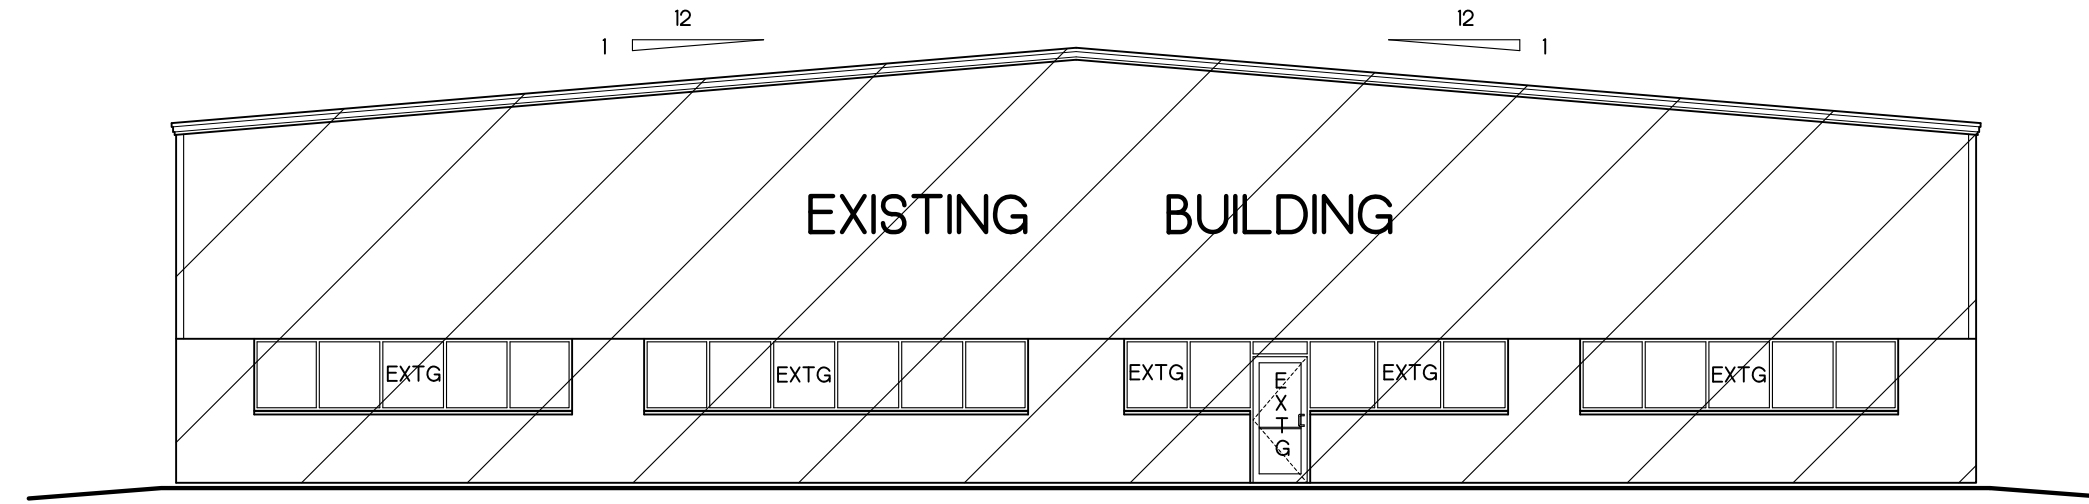 12 12
1 1
EXISTING BUILDING
EXTG EXTG EXTG EXTG EXTG
E
X
T
G